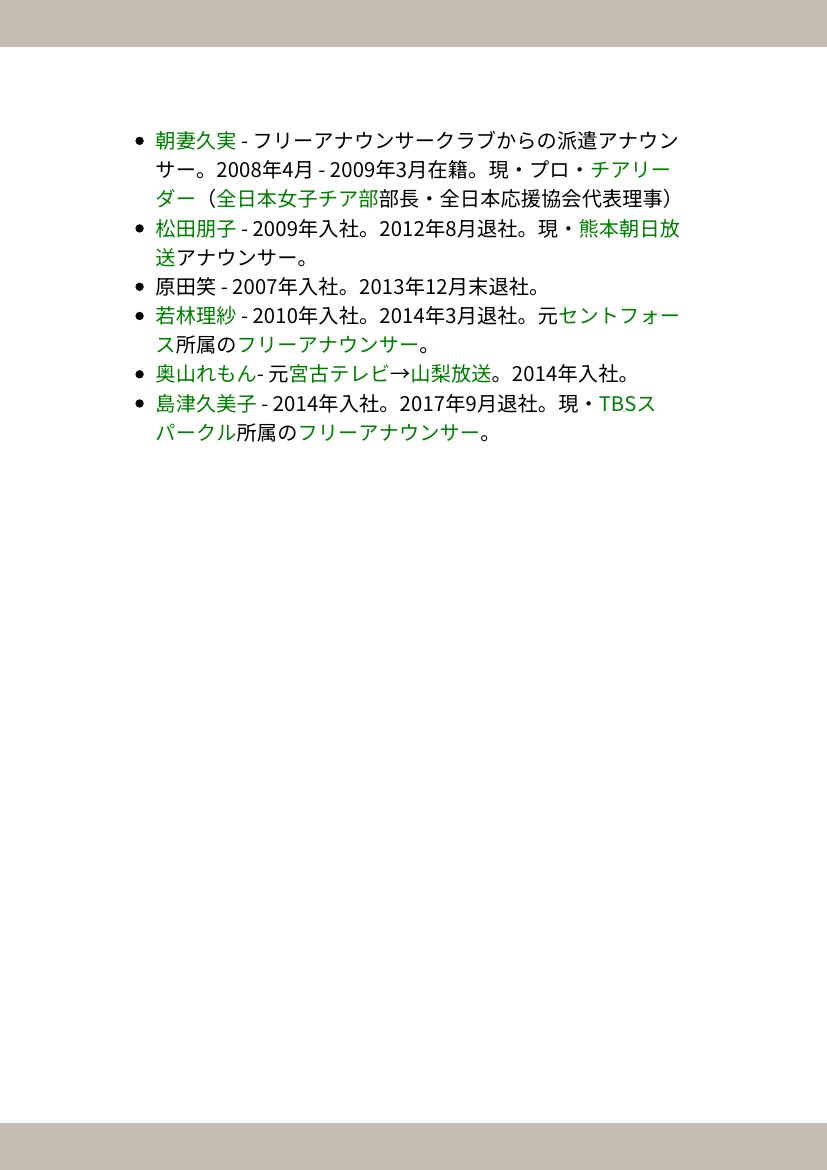 • 朝妻久実 - フリーアナウンサークラブからの派遣アナウン
サー。2008年4月 - 2009年3月在籍。現・プロ・チアリー
ダー（全日本女子チア部部長・全日本応援協会代表理事）
• 松田朋子 - 2009年入社。2012年8月退社。現・熊本朝日放
送アナウンサー。
• 原田笑 - 2007年入社。2013年12月末退社。
• 若林理紗 - 2010年入社。2014年3月退社。元セントフォー
ス所属のフリーアナウンサー。
• 奥山れもん- 元宮古テレビ→山梨放送。2014年入社。
• 島津久美子 - 2014年入社。2017年9月退社。現・TBSス
パークル所属のフリーアナウンサー。